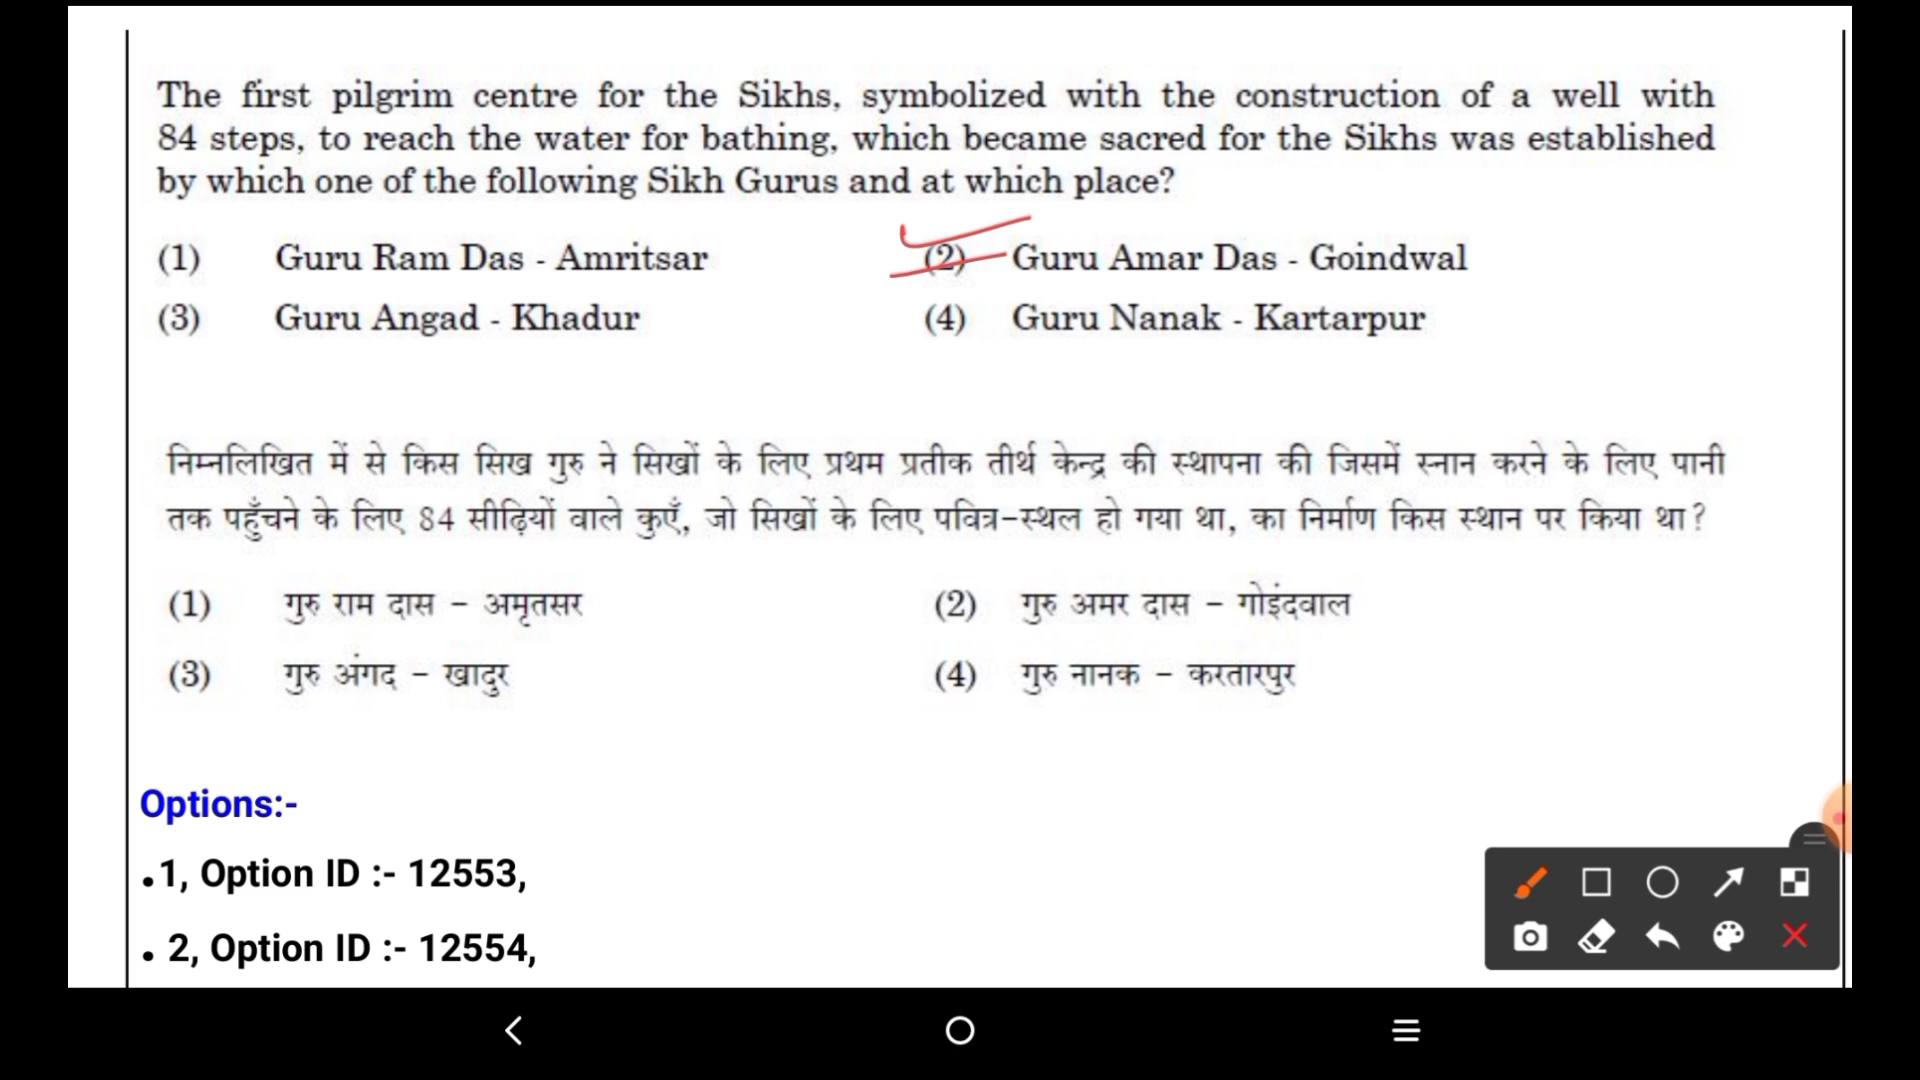 The first pilgrim centre for the Sikhs, symbolized with the construction of a well with
84 steps, to reach the water for bathing, which became sacred for the Sikhs was established
by which one of the following Sikh Gurus and at which place?
(1) Guru Ram Das - Amritsar (2) Guru Amar Das - Goindwal
(3) Guru Angad - Khadur (4) Guru Nanak - Kartarpur
निम्नलिखित में से किस सिख गुरु ने सिखों के लिए प्रथम प्रतीक तीर्थ केन्द्र की स्थापना की जिसमें स्नान करने के लिए पानी
तक पहुँचने के लिए 84 सीढ़ियों वाले कुएँ, जो सिखों के लिए पवित्र-स्थल हो गया था, का निर्माण किस स्थान पर किया था?
(1) गुरु राम दास - अमृतसर (2) गुरु अमर दास - गोइंदवाल
(3) गुरु अंगद - खादुर (4) गुरु नानक - करतारपुर
Options:-
.1, Option ID :- 12553,
. 2, Option ID :- 12554,